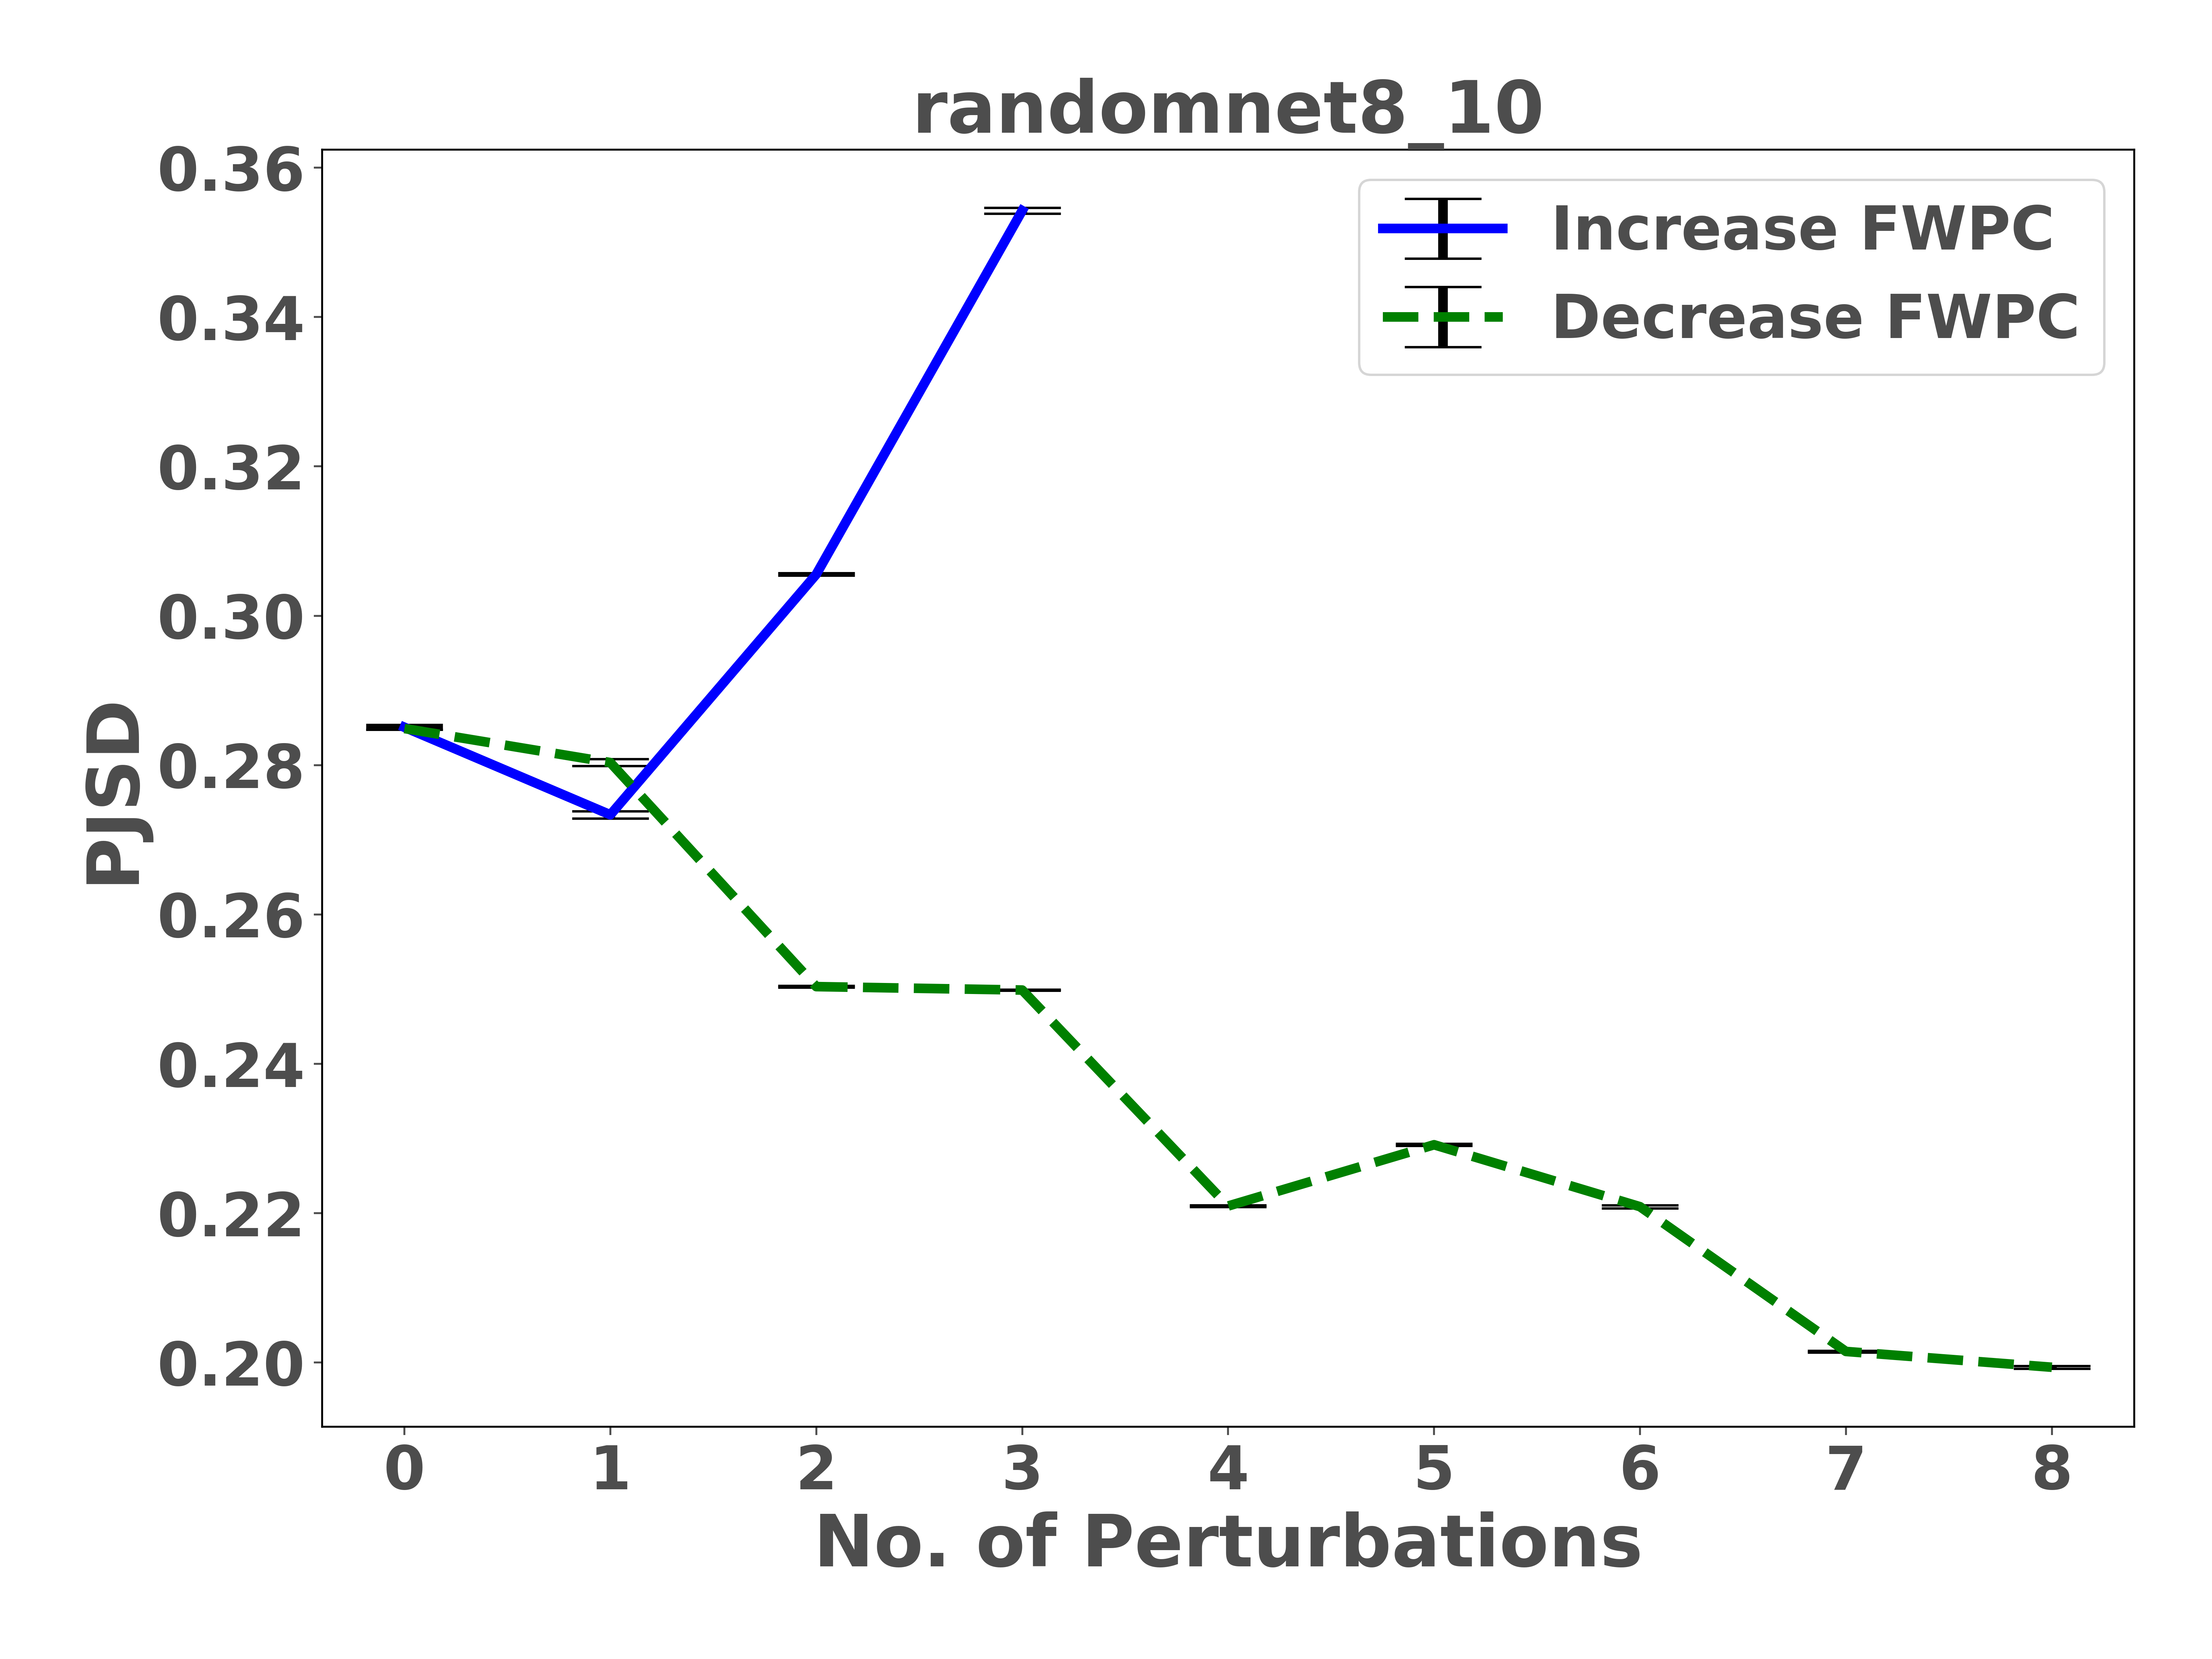 randomnet8_10
0.36
0.34
0.32
0.30
0.28
0.26
0.24
0.22
0.20
PJSD
Increase FWPC
Decrease FWPC
0 1 2 3 4 5 6 7 8
No. of Perturbations